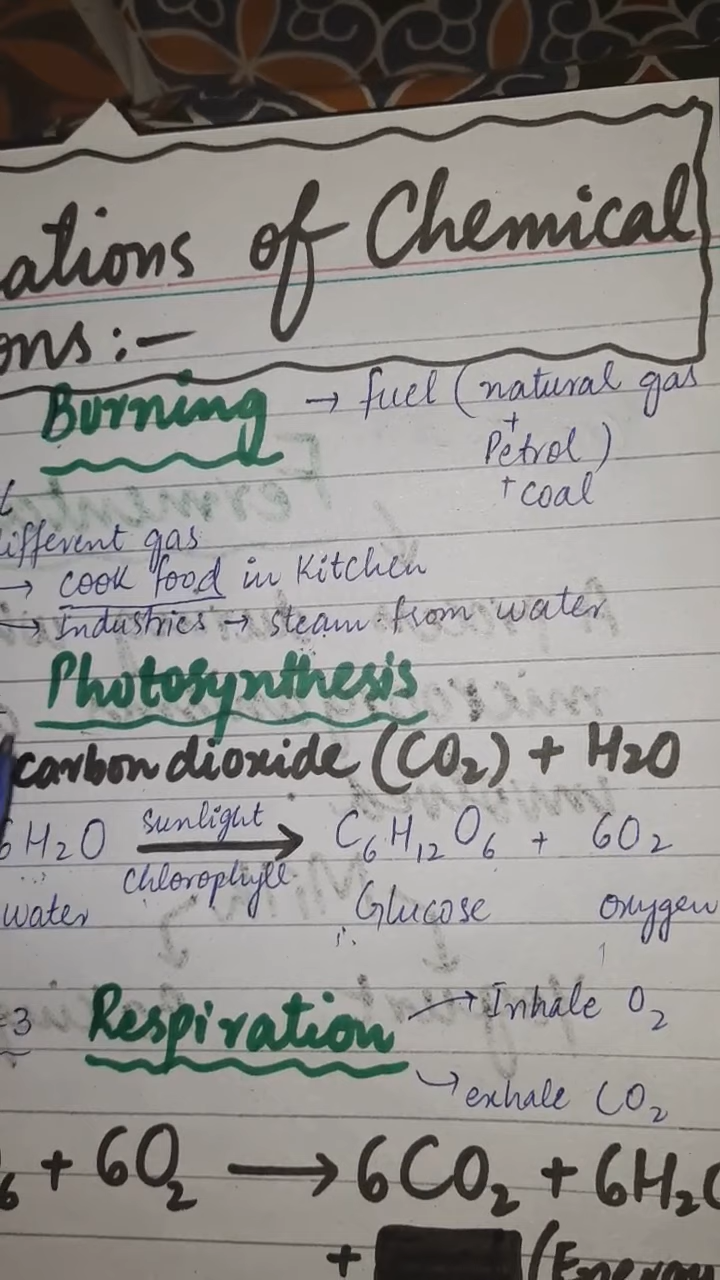 ations of Chemical
ons:-
Burning → fuel (natural gas
+
Petrol)
+ coal
ifferent gas
→ cook food in Kitchen
→ Industries → steam from water
Photosynthesis
carbon dioxide (CO₂) + H₂O
6H₂O sunlight → C₆H₁₂O₆ + 6O₂
Chlorophyll
water Glucose oxygen
3 Respiration → Inhale O₂
→ exhale CO₂
6 + 6O₂ → 6CO₂ + 6H₂O
+ (Energy